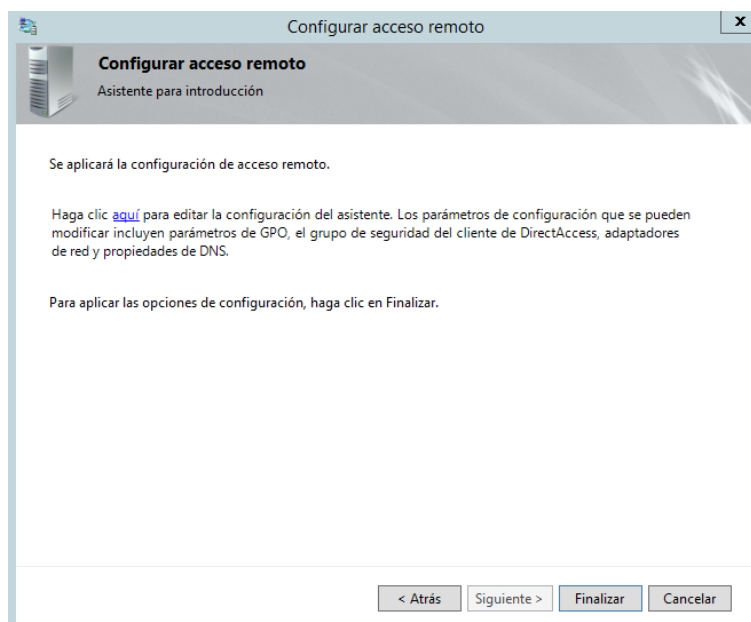 Configurar acceso remoto
x
Configurar acceso remoto
Asistente para introducción
Se aplicará la configuración de acceso remoto.
Haga clic aquí para editar la configuración del asistente. Los parámetros de configuración que se pueden
modificar incluyen parámetros de GPO, el grupo de seguridad del cliente de DirectAccess, adaptadores
de red y propiedades de DNS.
Para aplicar las opciones de configuración, haga clic en Finalizar.
< Atrás Siguiente > Finalizar Cancelar